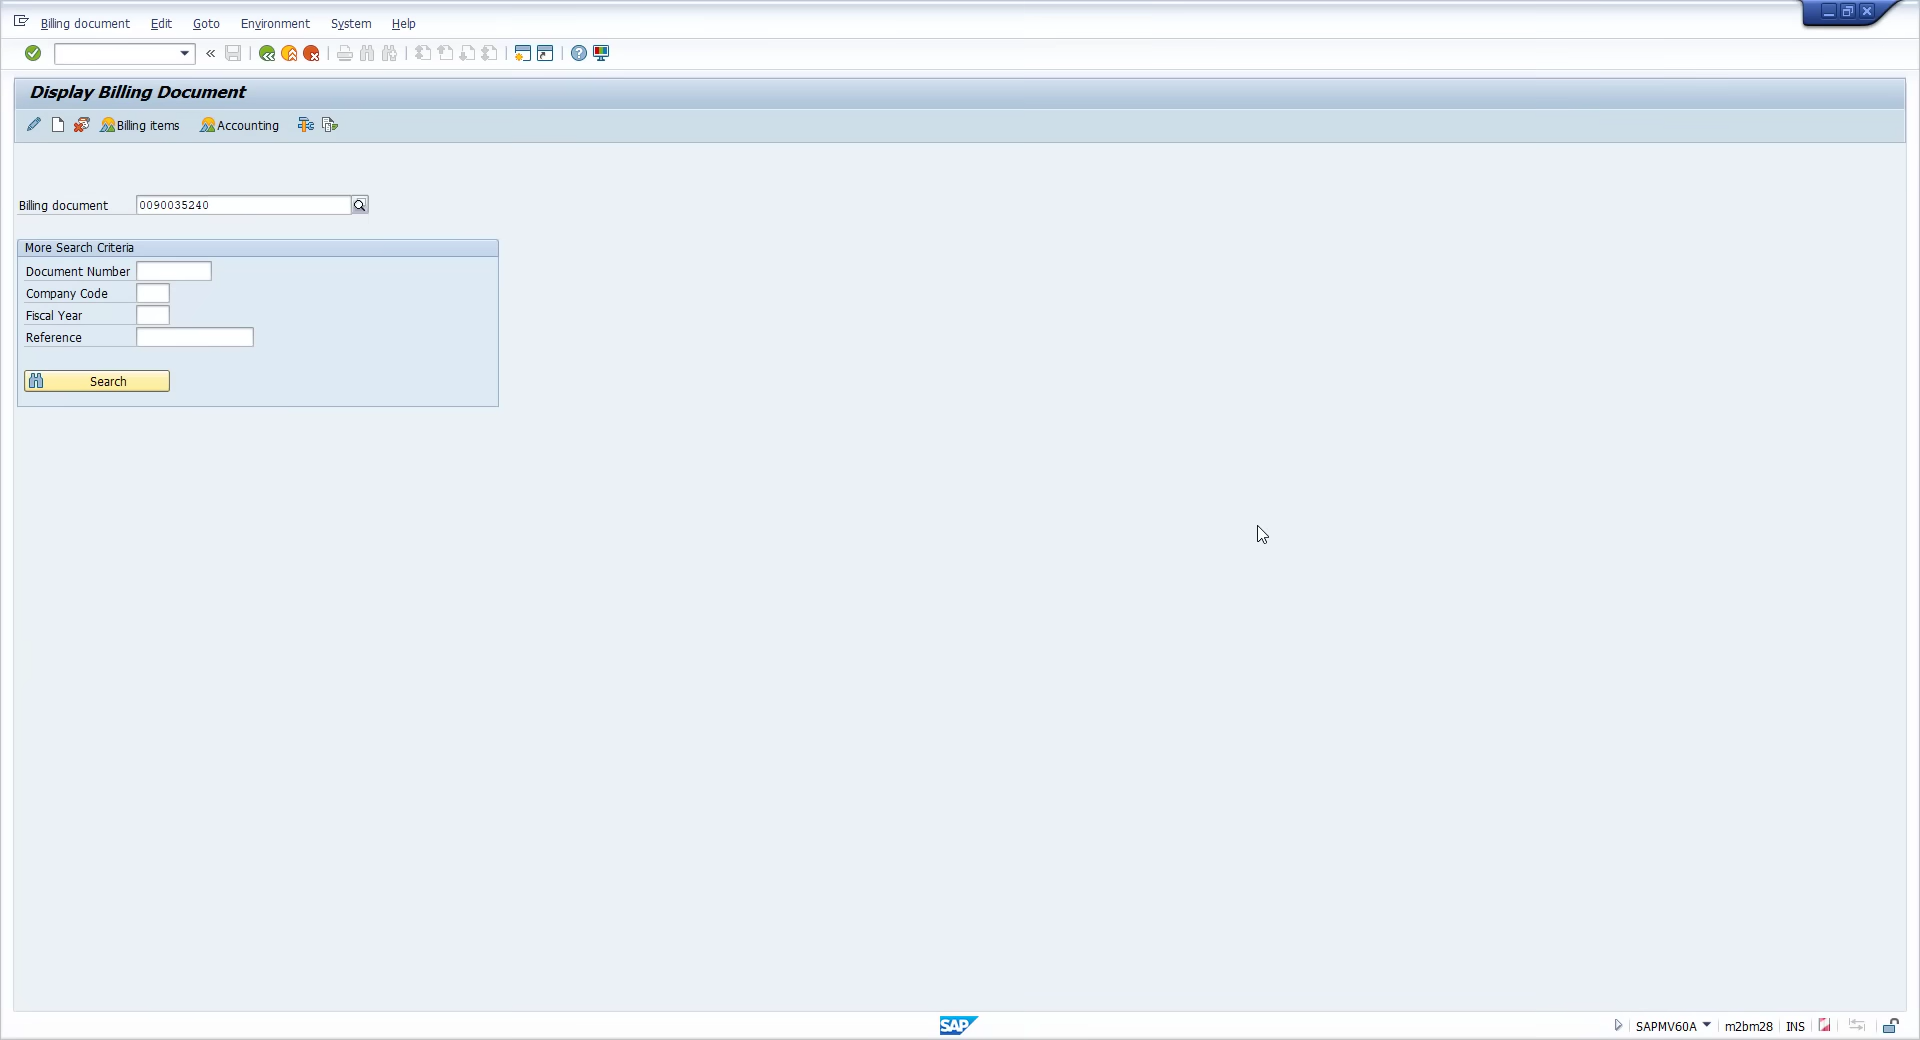 Billing document Edit Goto Environment System Help
Display Billing Document
Billing items Accounting
Billing document 0090035240
More Search Criteria
Document Number
Company Code
Fiscal Year
Reference
Search
SAP SAPMV60A m2bm28 INS